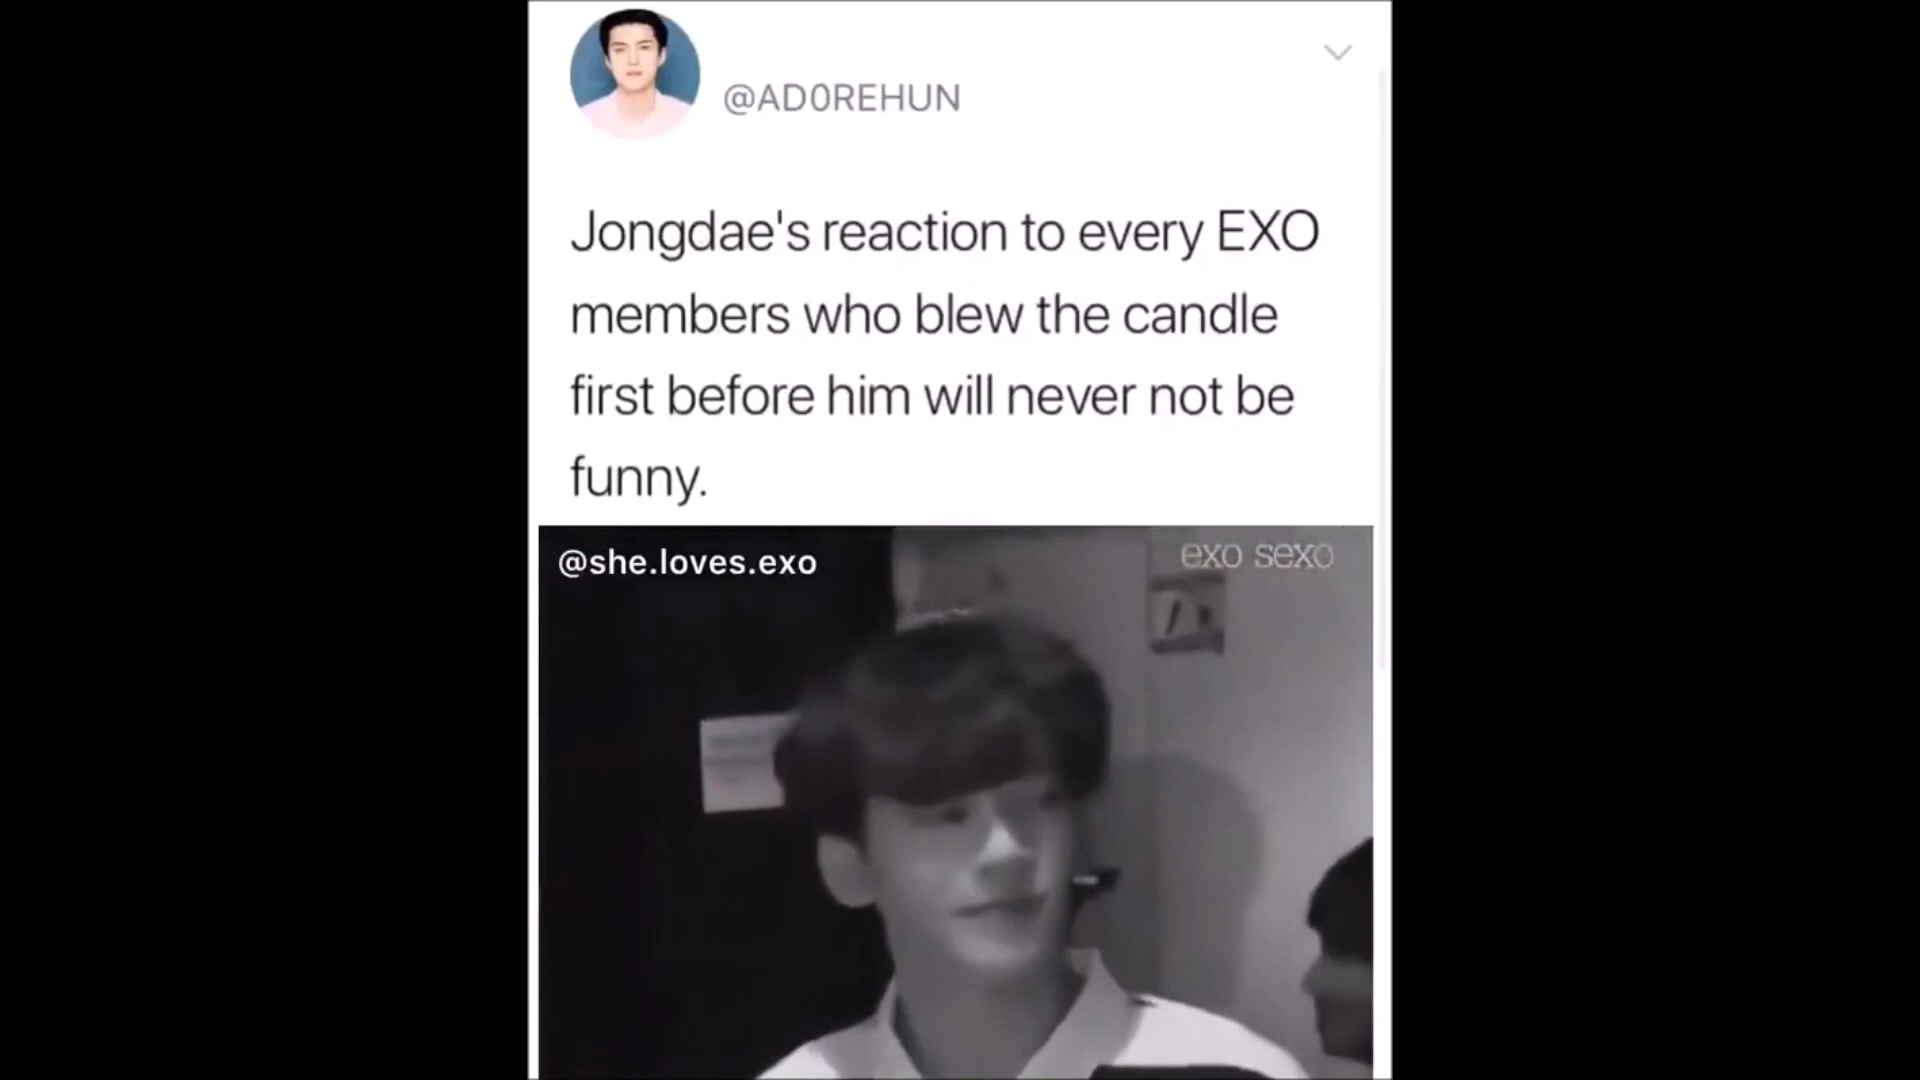 @AD0REHUN
Jongdae's reaction to every EXO
members who blew the candle
first before him will never not be
funny.
@she.loves.exo
exo sexo